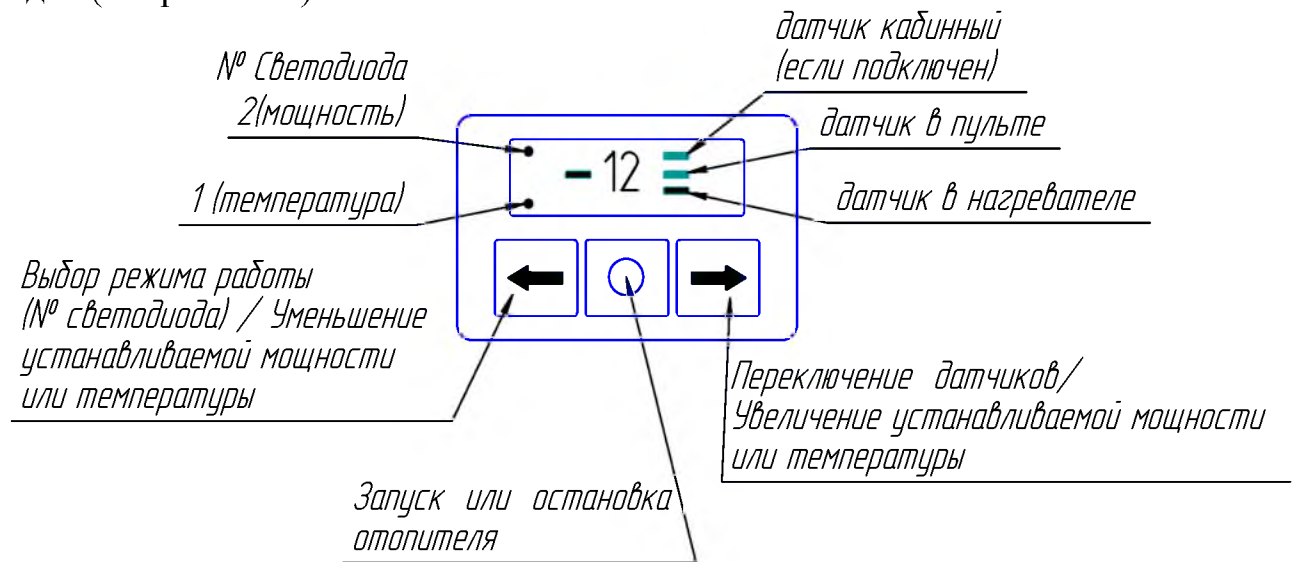 датчик кабинный
(если подключен)
№ Светодиода
2(мощность)
датчик в пульте
- 12
1 (температура)
датчик в нагревателе
Выбор режима работы
(№ светодиода) / Уменьшение
устанавливаемой мощности
или температуры
Переключение датчиков/
Увеличение устанавливаемой мощности
или температуры
Запуск или остановка
отопителя